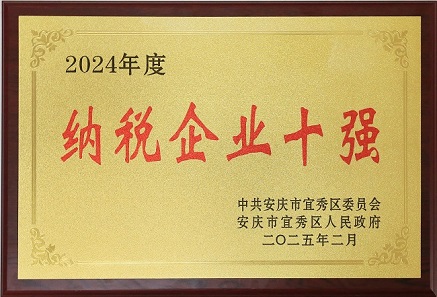 2024年度
纳税企业十强
中共安庆市宜秀区委员会
安庆市宜秀区人民政府
二〇二五年二月